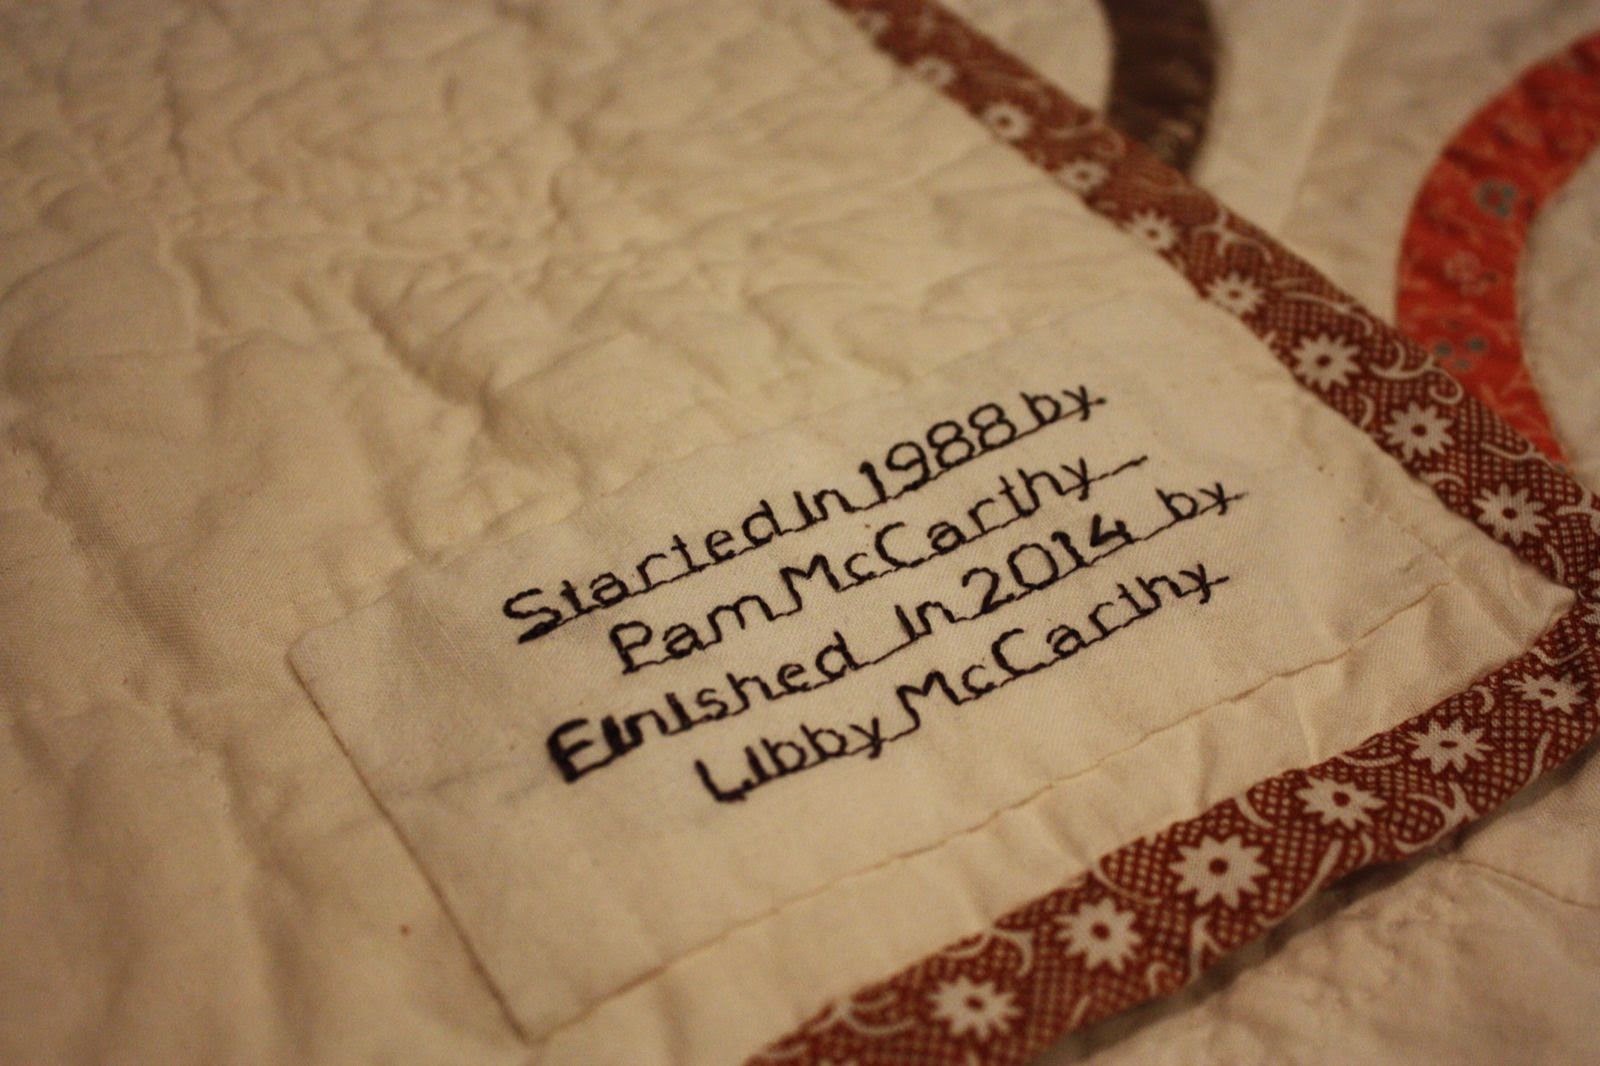 Started in 1988 by
Pam McCarthy
Finished in 2014 by
Libby McCarthy